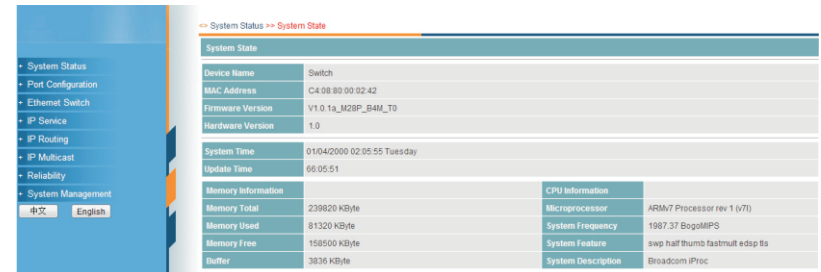 <> System Status >> System State
System State
+ System Status
+ Port Configuration
+ Ethernet Switch
+ IP Service
+ IP Routing
+ IP Multicast
+ Reliability
+ System Management
中文 English
Device Name Switch
MAC Address C4:08:80:00:02:42
Firmware Version V1.0.1a_M28P_B4M_T0
Hardware Version 1.0
System Time 01/04/2000 02:05:55 Tuesday
Update Time 66:05:51
Memory Information CPU Information
Memory Total 239820 KByte Microprocessor ARMv7 Processor rev 1 (v7l)
Memory Used 81320 KByte System Frequency 1987.37 BogoMIPS
Memory Free 158500 KByte System Feature swp half thumb fastmult edsp tls
Buffer 3836 KByte System Description Broadcom iProc